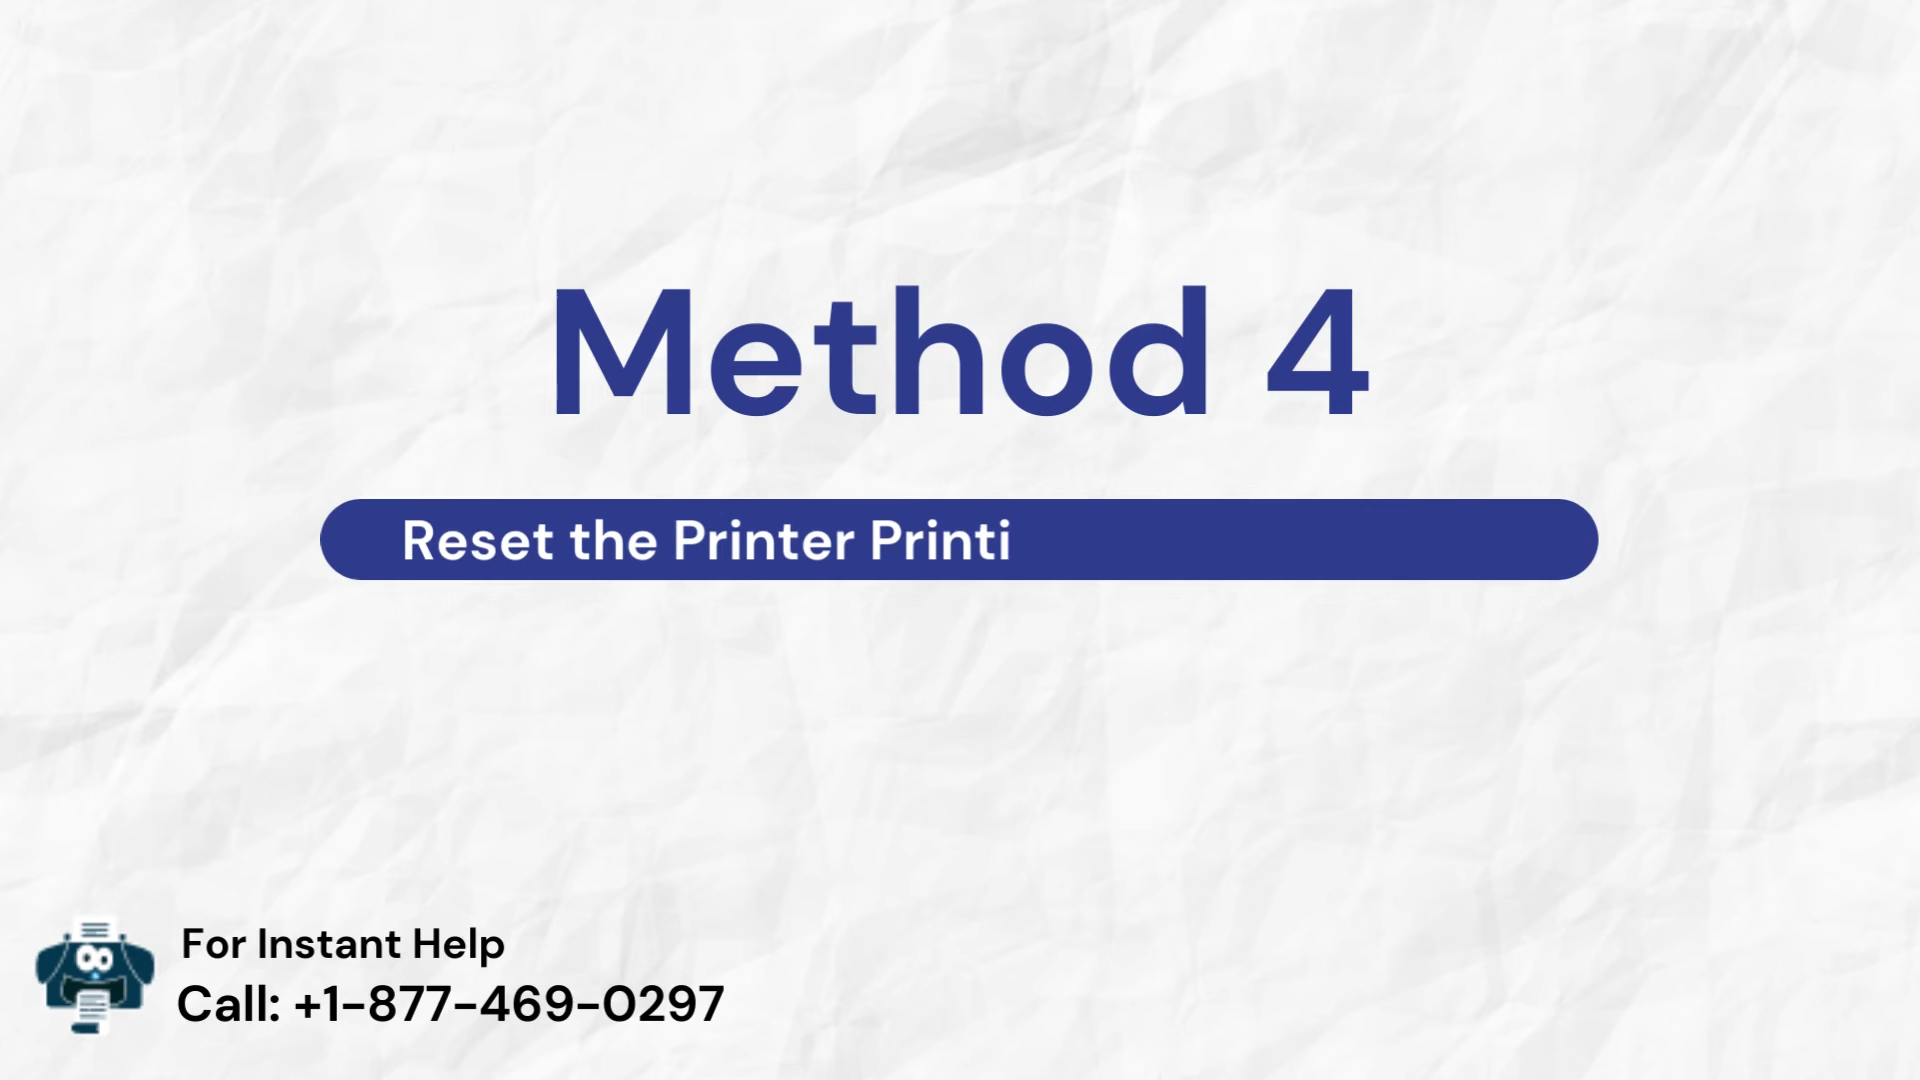 Method 4
Reset the Printer Printi
For Instant Help
Call: +1-877-469-0297